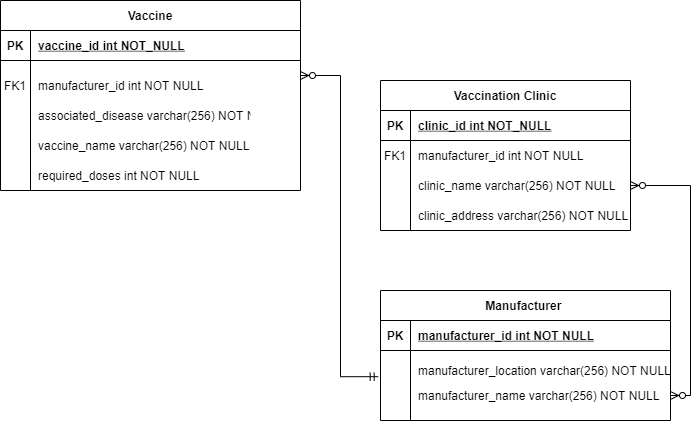 Vaccine
PK vaccine_id int NOT_NULL
FK1 manufacturer_id int NOT NULL
associated_disease varchar(256) NOT N
vaccine_name varchar(256) NOT NULL
required_doses int NOT NULL
Vaccination Clinic
PK clinic_id int NOT_NULL
FK1 manufacturer_id int NOT NULL
clinic_name varchar(256) NOT NULL
clinic_address varchar(256) NOT NULL
Manufacturer
PK manufacturer_id int NOT NULL
manufacturer_location varchar(256) NOT NULL
manufacturer_name varchar(256) NOT NULL